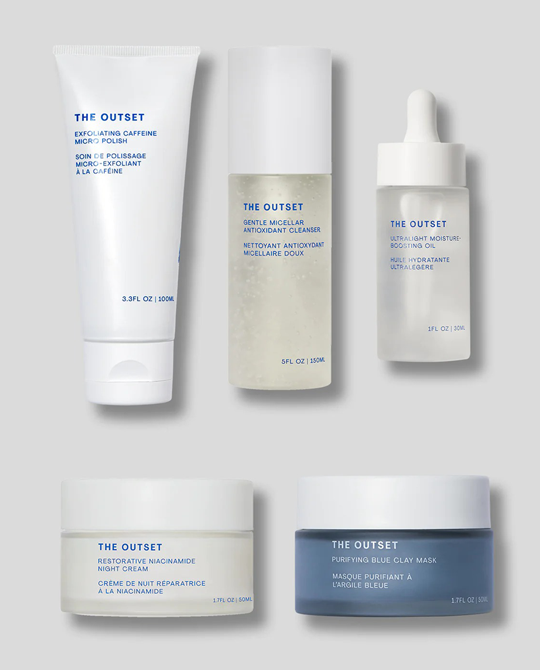 THE OUTSET
EXFOLIATING CAFFEINE
MICRO POLISH
SOIN DE POLISSAGE
MICRO-EXFOLIANT
À LA CAFÉINE
3.3FL OZ | 100ML
THE OUTSET
GENTLE MICELLAR
ANTIOXIDANT CLEANSER
NETTOYANT ANTIOXYDANT
MICELLAIRE DOUX
5FL OZ | 150ML
THE OUTSET
ULTRALIGHT MOISTURE-
BOOSTING OIL
HUILE HYDRATANTE
ULTRALÉGÈRE
1FL OZ | 30ML
THE OUTSET
RESTORATIVE NIACINAMIDE
NIGHT CREAM
CRÈME DE NUIT RÉPARATRICE
À LA NIACINAMIDE
1.7FL OZ | 50ML
THE OUTSET
PURIFYING BLUE CLAY MASK
MASQUE PURIFIANT À
L'ARGILE BLEUE
1.7FL OZ | 50ML